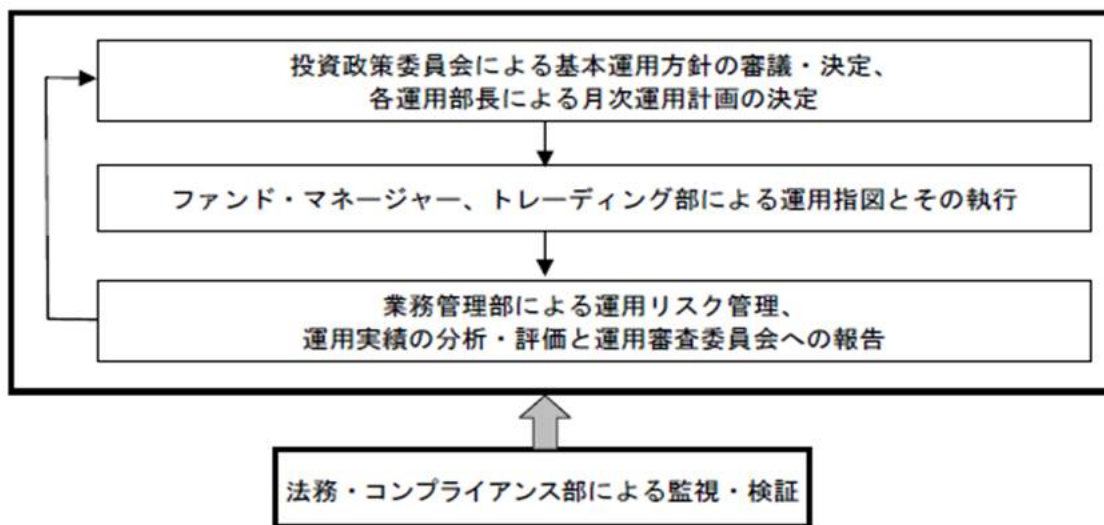 投資政策委員会による基本運用方針の審議・決定、
各運用部長による月次運用計画の決定
ファンド・マネージャー、トレーディング部による運用指図とその執行
業務管理部による運用リスク管理、
運用実績の分析・評価と運用審査委員会への報告
法務・コンプライアンス部による監視・検証